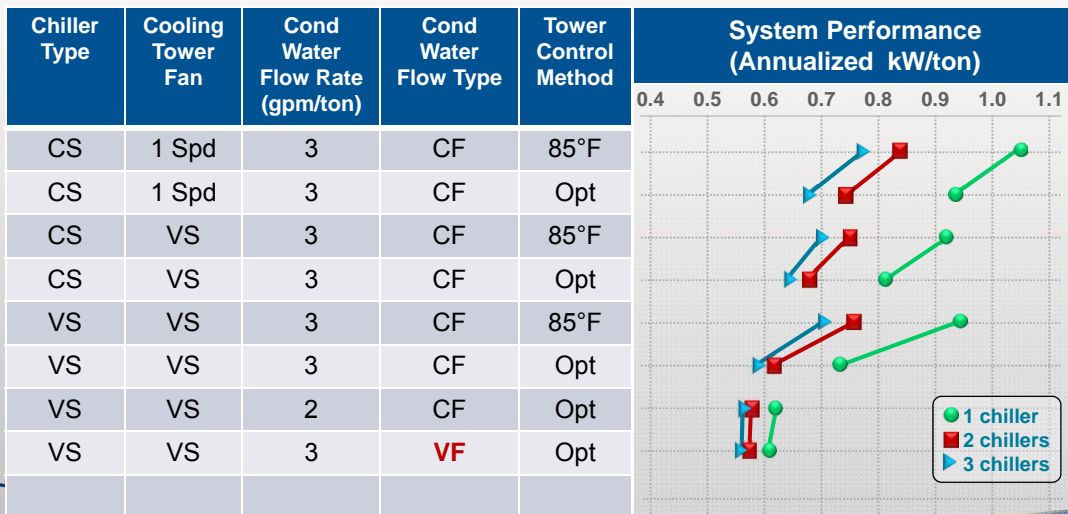 Chiller Type
Cooling Tower Fan
Cond Water Flow Rate (gpm/ton)
Cond Water Flow Type
Tower Control Method
System Performance
(Annualized kW/ton)
0.4 0.5 0.6 0.7 0.8 0.9 1.0 1.1
CS 1 Spd 3 CF 85°F
CS 1 Spd 3 CF Opt
CS VS 3 CF 85°F
CS VS 3 CF Opt
VS VS 3 CF 85°F
VS VS 3 CF Opt
VS VS 2 CF Opt
VS VS 3 VF Opt
1 chiller
2 chillers
3 chillers